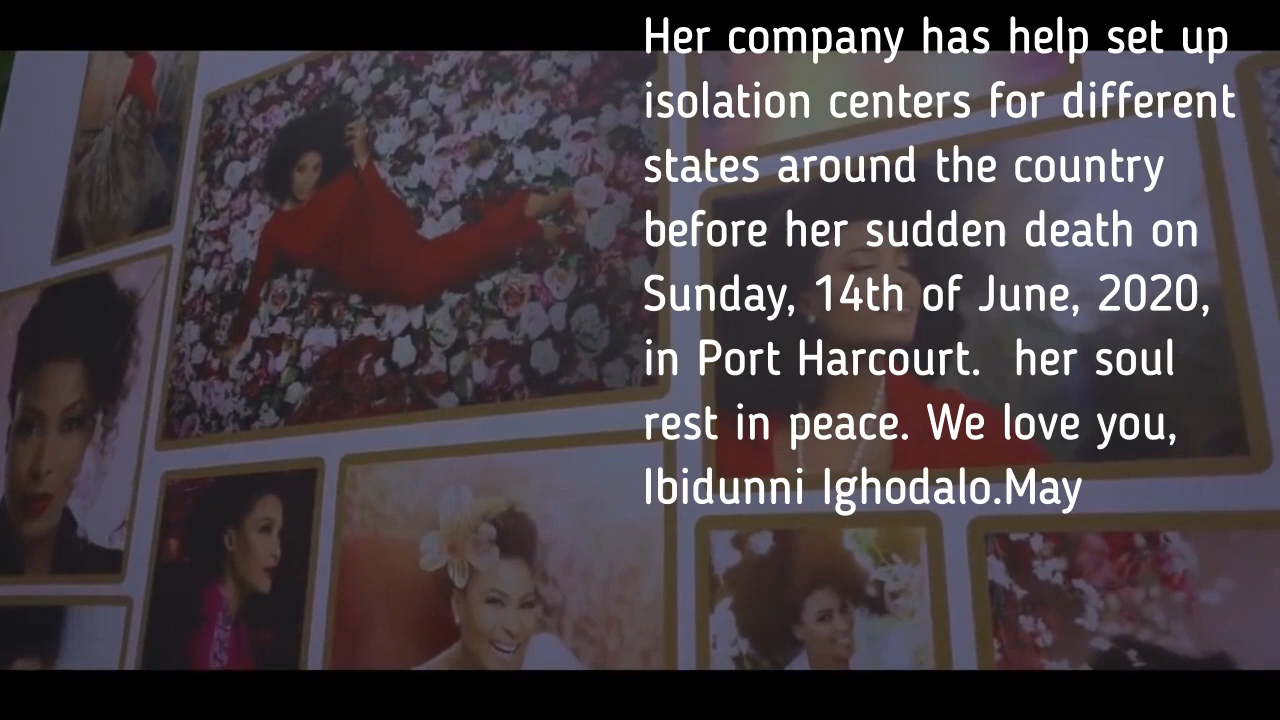 Her company has help set up
isolation centers for different
states around the country
before her sudden death on
Sunday, 14th of June, 2020,
in Port Harcourt.  her soul
rest in peace. We love you,
Ibidunni Ighodalo.May